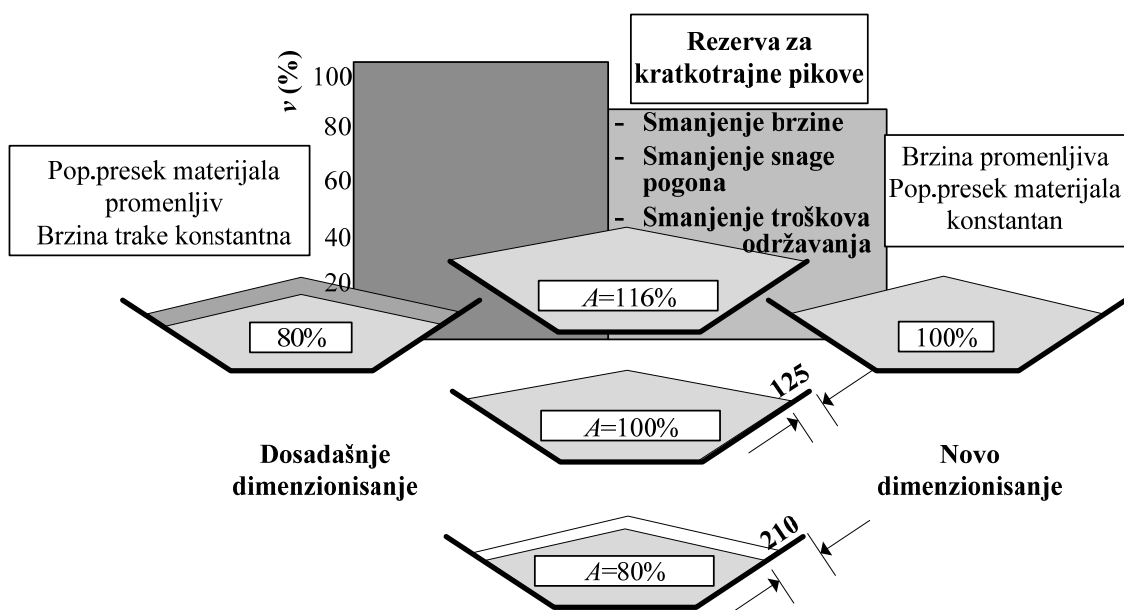 Rezerva za
kratkotrajne pikove
v (%)
100
80
60
40
20
- Smanjenje brzine
- Smanjenje snage
pogona
- Smanjenje troškova
održavanja
Pop.presek materijala
promenljiv
Brzina trake konstantna
Brzina promenljiva
Pop.presek materijala
konstantan
A=116%
80%
100%
125
A=100%
Dosadašnje
dimenzionisanje
Novo
dimenzionisanje
210
A=80%